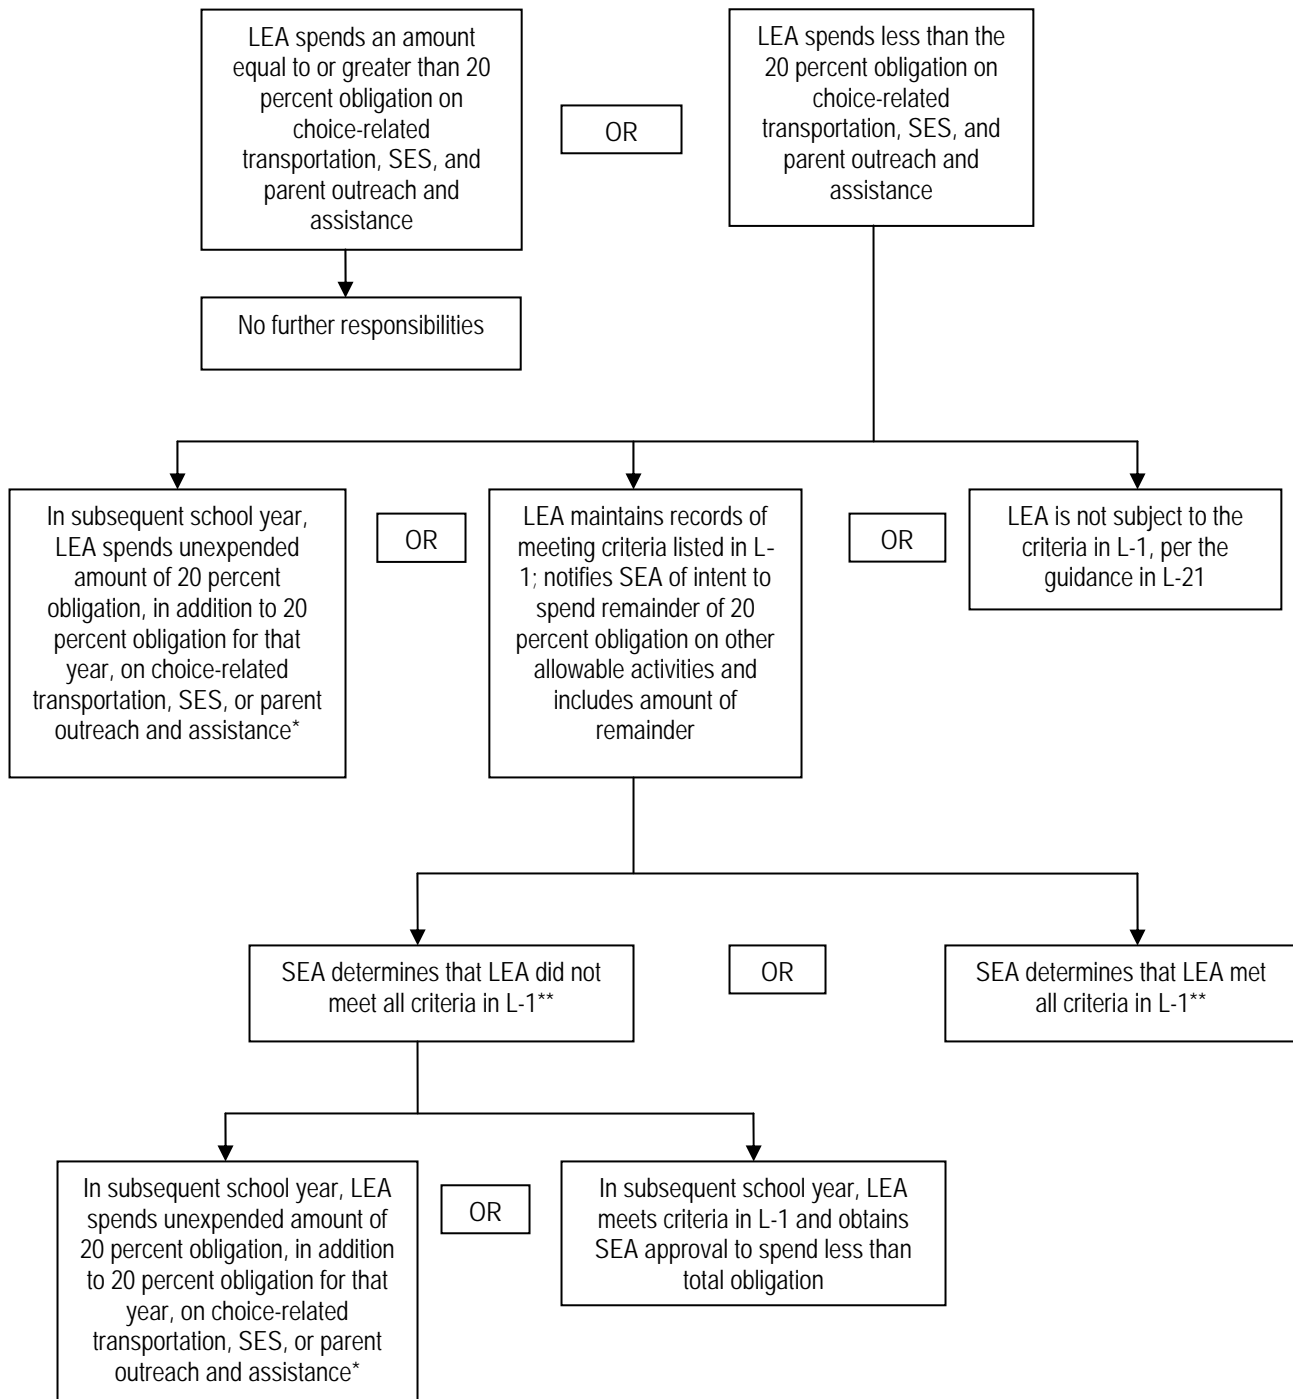 LEA spends an amount
equal to or greater than 20
percent obligation on
choice-related
transportation, SES, and
parent outreach and
assistance
OR
LEA spends less than the
20 percent obligation on
choice-related
transportation, SES, and
parent outreach and
assistance
No further responsibilities
In subsequent school year,
LEA spends unexpended
amount of 20 percent
obligation, in addition to 20
percent obligation for that
year, on choice-related
transportation, SES, or parent
outreach and assistance*
OR
LEA maintains records of
meeting criteria listed in L-
1; notifies SEA of intent to
spend remainder of 20
percent obligation on other
allowable activities and
includes amount of
remainder
OR
LEA is not subject to the
criteria in L-1, per the
guidance in L-21
SEA determines that LEA did not
meet all criteria in L-1**
OR
SEA determines that LEA met
all criteria in L-1**
In subsequent school year, LEA
spends unexpended amount of
20 percent obligation, in addition
to 20 percent obligation for that
year, on choice-related
transportation, SES, or parent
outreach and assistance*
OR
In subsequent school year, LEA
meets criteria in L-1 and obtains
SEA approval to spend less than
total obligation